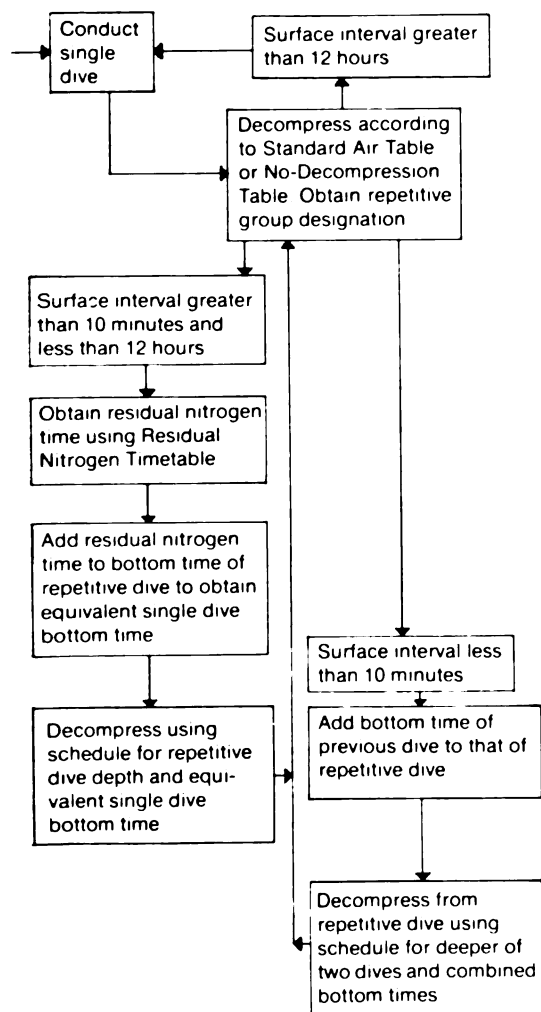 Conduct
single
dive
Surface interval greater
than 12 hours
Decompress according
to Standard Air Table
or No-Decompression
Table Obtain repetitive
group designation
Surface interval greater
than 10 minutes and
less than 12 hours
Obtain residual nitrogen
time using Residual
Nitrogen Timetable
Add residual nitrogen
time to bottom time of
repetitive dive to obtain
equivalent single dive
bottom time
Surface interval less
than 10 minutes
Decompress using
schedule for repetitive
dive depth and equi-
valent single dive
bottom time
Add bottom time of
previous dive to that of
repetitive dive
Decompress from
repetitive dive using
schedule for deeper of
two dives and combined
bottom times